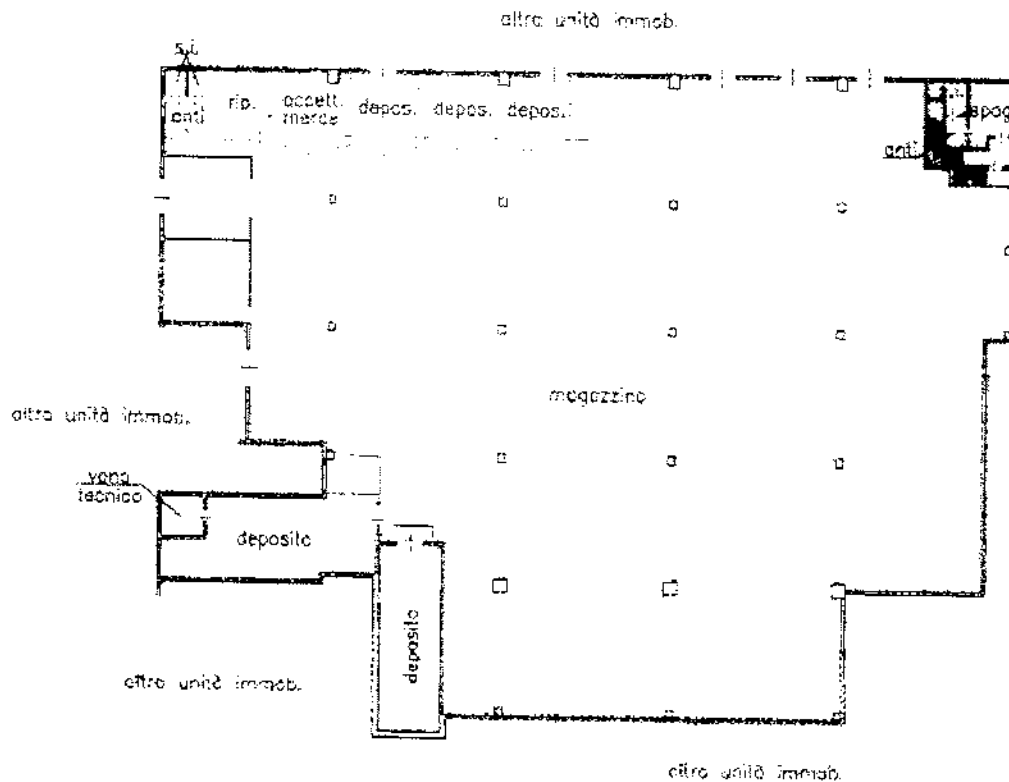 altra unità immob.
s.i.
anti
rip.
accett.
merce
depos. depos. depos.
spog
anti
magazzino
altra unità immob.
vano
tecnico
deposito
deposito
altra unità immob.
altra unità immob.